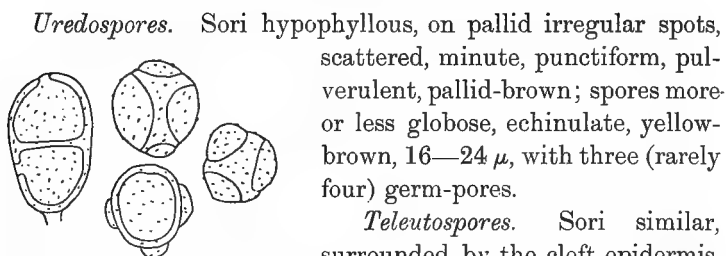 Uredospores. Sori hypophyllous, on pallid irregular spots,
scattered, minute, punctiform, pul-
verulent, pallid-brown; spores more
or less globose, echinulate, yellow-
brown, 16—24 μ, with three (rarely
four) germ-pores.
Teleutospores. Sori similar,
surrounded by the cleft epidermis,